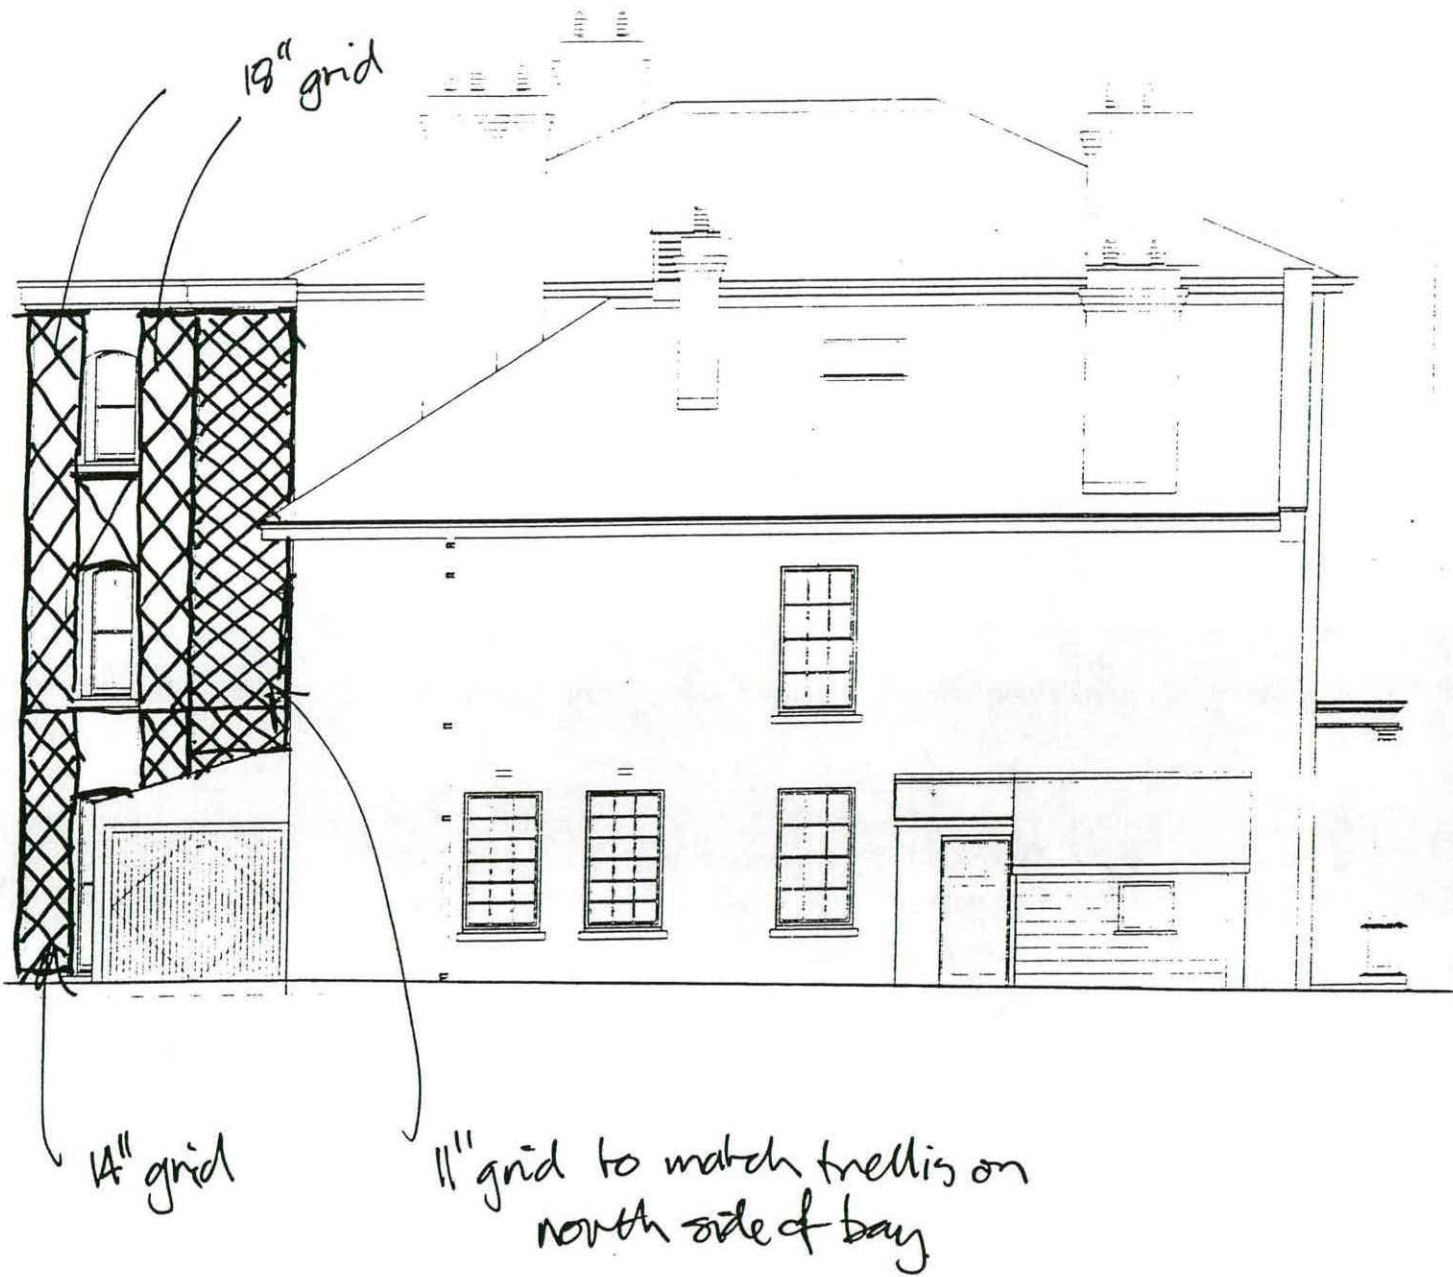 18" grid
14" grid
11" grid to match trellis on
north side of bay